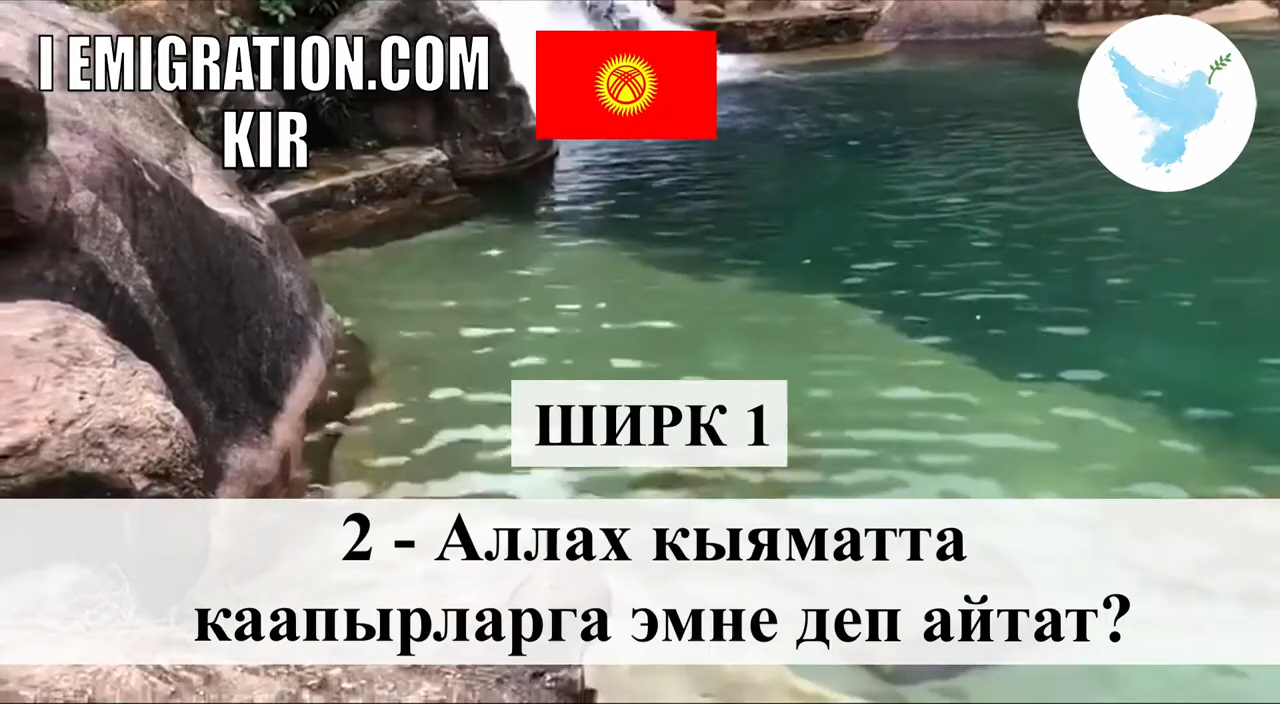 I EMIGRATION.COM
KIR
ШИРК 1
2 - Аллах кыяматта
каапырларга эмне деп айтат?